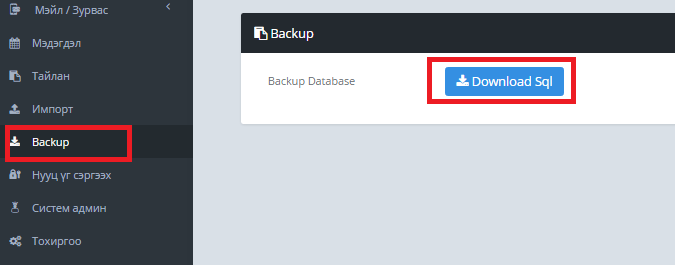 Мэйл / Зурвас
Мэдэгдэл
Тайлан
Импорт
Backup
Нууц үг сэргээх
Систем админ
Тохиргоо
Backup
Backup Database
Download Sql